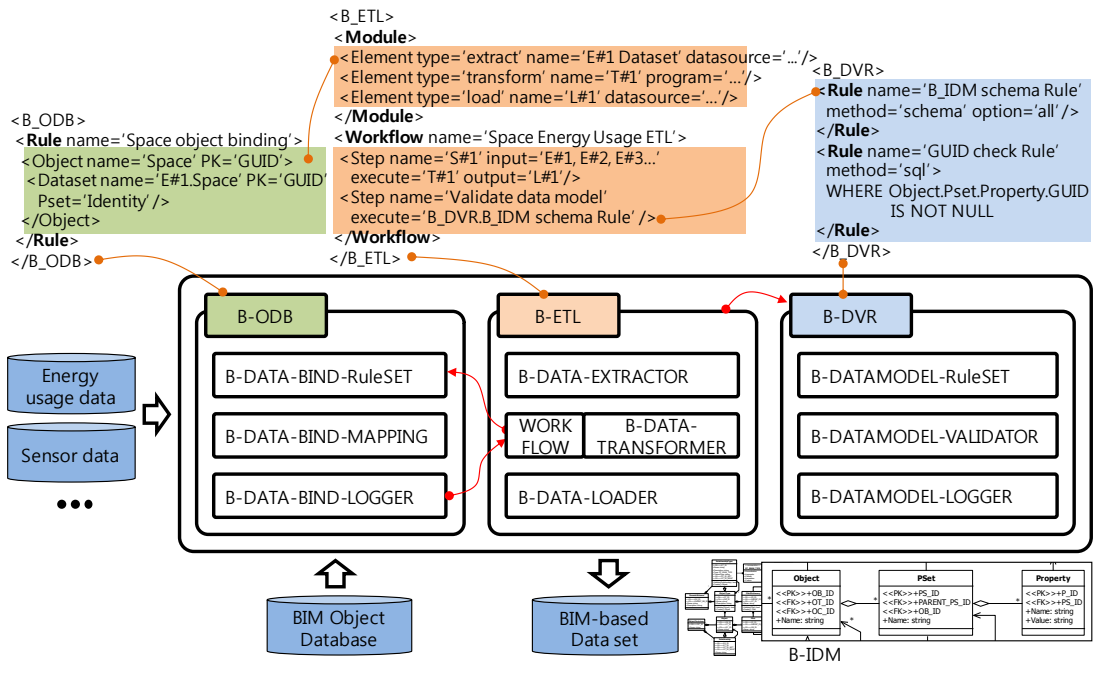 <B_ETL>
<Module>
<Element type='extract' name='E#1 Dataset' datasource='...'/>
<Element type='transform' name='T#1' program='...'/>
<Element type='load' name='L#1' datasource='...'/>
</Module>
<Workflow name='Space Energy Usage ETL'>
<Step name='S#1' input='E#1, E#2, E#3...'
execute='T#1' output='L#1'/>
<Step name='Validate data model'
execute='B_DVR.B_IDM schema Rule' />
</Workflow>
</B_ETL>
<B_ODB>
<Rule name='Space object binding'>
<Object name='Space' PK='GUID'>
<Dataset name='E#1.Space' PK='GUID'
Pset='Identity' />
</Object>
</Rule>
</B_ODB>
<B_DVR>
<Rule name='B_IDM schema Rule'
method='schema' option='all' />
</Rule>
<Rule name='GUID check Rule'
method='sql'>
WHERE Object.Pset.Property.GUID
IS NOT NULL
</Rule>
</B_DVR>
B-ODB
B-DATA-BIND-RuleSET
B-DATA-BIND-MAPPING
B-DATA-BIND-LOGGER
B-ETL
B-DATA-EXTRACTOR
WORK
FLOW
B-DATA-
TRANSFORMER
B-DATA-LOADER
B-DVR
B-DATAMODEL-RuleSET
B-DATAMODEL-VALIDATOR
B-DATAMODEL-LOGGER
Energy
usage data
Sensor data
BIM Object
Database
BIM-based
Data set
Object
<<PK>>+OB_ID
<<FK>>+OT_ID
<<FK>>+OC_ID
+Name: string
PSet
<<PK>>+PS_ID
<<FK>>+PARENT_PS_ID
<<FK>>+OB_ID
+Name: string
Property
<<PK>>+P_ID
<<FK>>+PS_ID
+Name: string
+Value: string
*
*
*
*
B-IDM